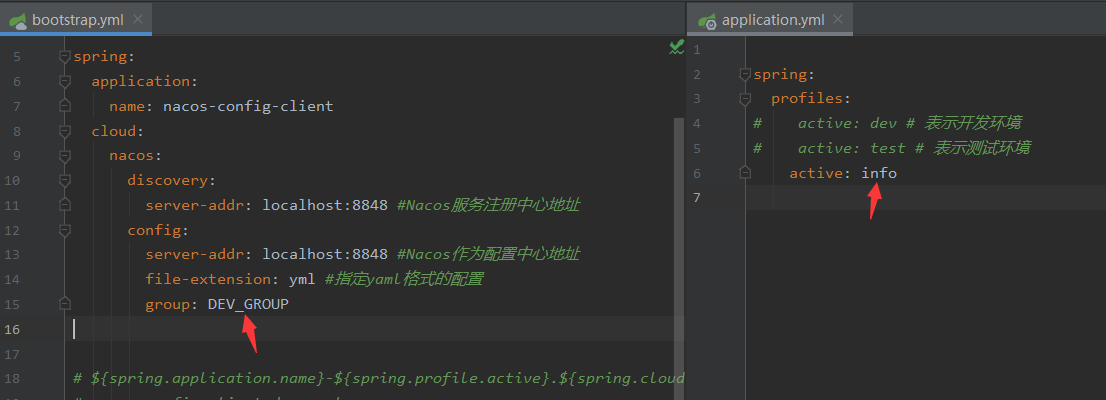 bootstrap.yml
5 spring:
6 application:
7 name: nacos-config-client
8 cloud:
9 nacos:
10 discovery:
11 server-addr: localhost:8848 #Nacos服务注册中心地址
12 config:
13 server-addr: localhost:8848 #Nacos作为配置中心地址
14 file-extension: yml #指定yaml格式的配置
15 group: DEV_GROUP
16
17
18 # ${spring.application.name}-${spring.profile.active}.${spring.cloud
application.yml
1
2 spring:
3 profiles:
4 # active: dev # 表示开发环境
5 # active: test # 表示测试环境
6 active: info
7